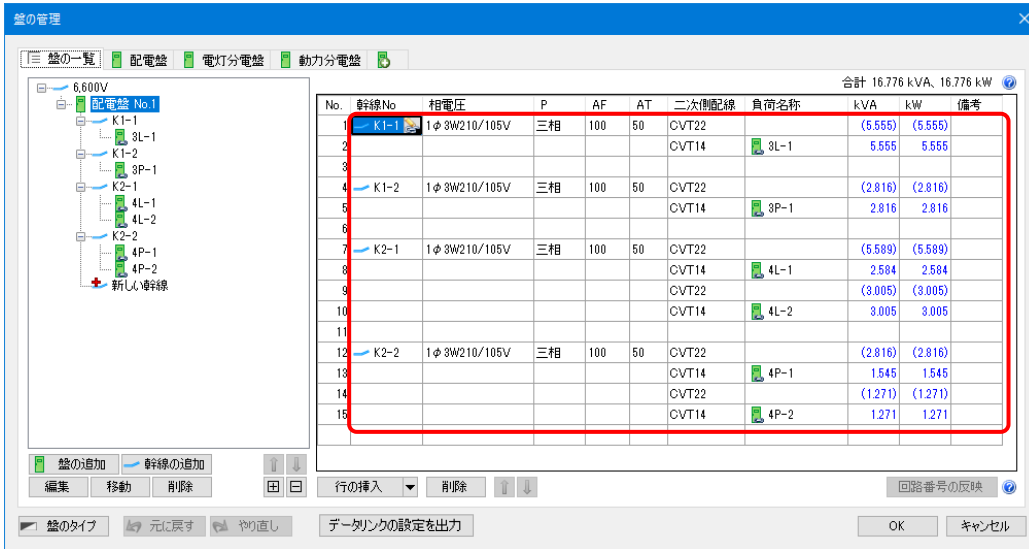 盤の管理
盤の一覧 配電盤 電灯分電盤 動力分電盤
合計 16.776 kVA, 16.776 kW
6,600V
配電盤 No.1
K1-1
3L-1
K1-2
3P-1
K2-1
4L-1
4L-2
K2-2
4P-1
4P-2
新しい幹線
No. 幹線No 相電圧 P AF AT 二次側配線 負荷名称 kVA kW 備考
1 K1-1 1φ3W210/105V 三相 100 50 CVT22 (5.555) (5.555)
2 CVT14 3L-1 5.555 5.555
3
4 K1-2 1φ3W210/105V 三相 100 50 CVT22 (2.816) (2.816)
5 CVT14 3P-1 2.816 2.816
6
7 K2-1 1φ3W210/105V 三相 100 50 CVT22 (5.589) (5.589)
8 CVT14 4L-1 2.584 2.584
9 CVT22 (3.005) (3.005)
10 CVT14 4L-2 3.005 3.005
11
12 K2-2 1φ3W210/105V 三相 100 50 CVT22 (2.816) (2.816)
13 CVT14 4P-1 1.545 1.545
14 CVT22 (1.271) (1.271)
15 CVT14 4P-2 1.271 1.271
盤の追加 幹線の追加
編集 移動 削除
行の挿入 削除 回路番号の反映
盤のタイプ 元に戻す やり直し データリンクの設定を出力 OK キャンセル